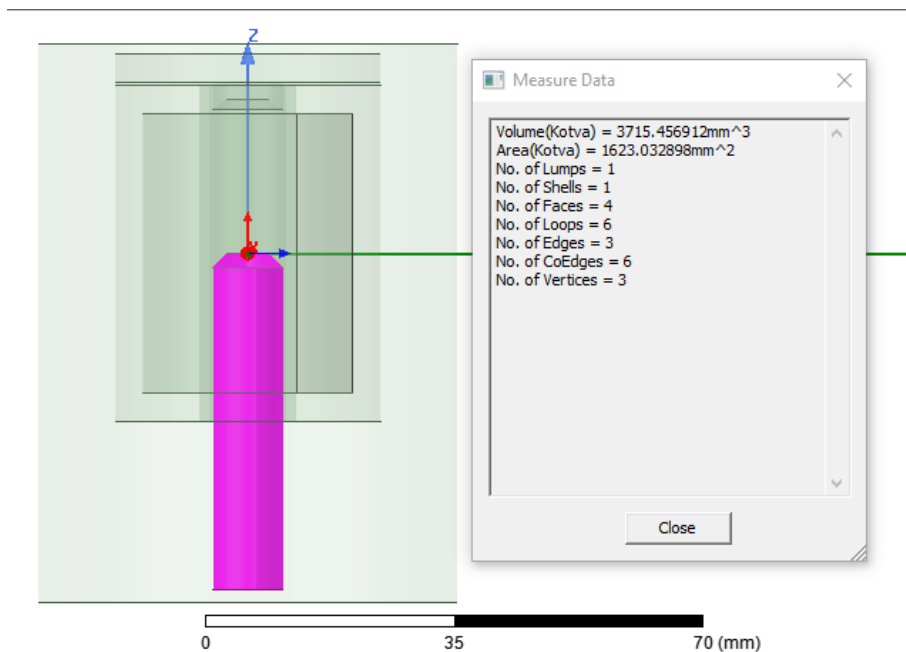 Z
Measure Data
Volume(Kotva) = 3715.456912mm^3
Area(Kotva) = 1623.032898mm^2
No. of Lumps = 1
No. of Shells = 1
No. of Faces = 4
No. of Loops = 6
No. of Edges = 3
No. of CoEdges = 6
No. of Vertices = 3
Close
0 35 70 (mm)